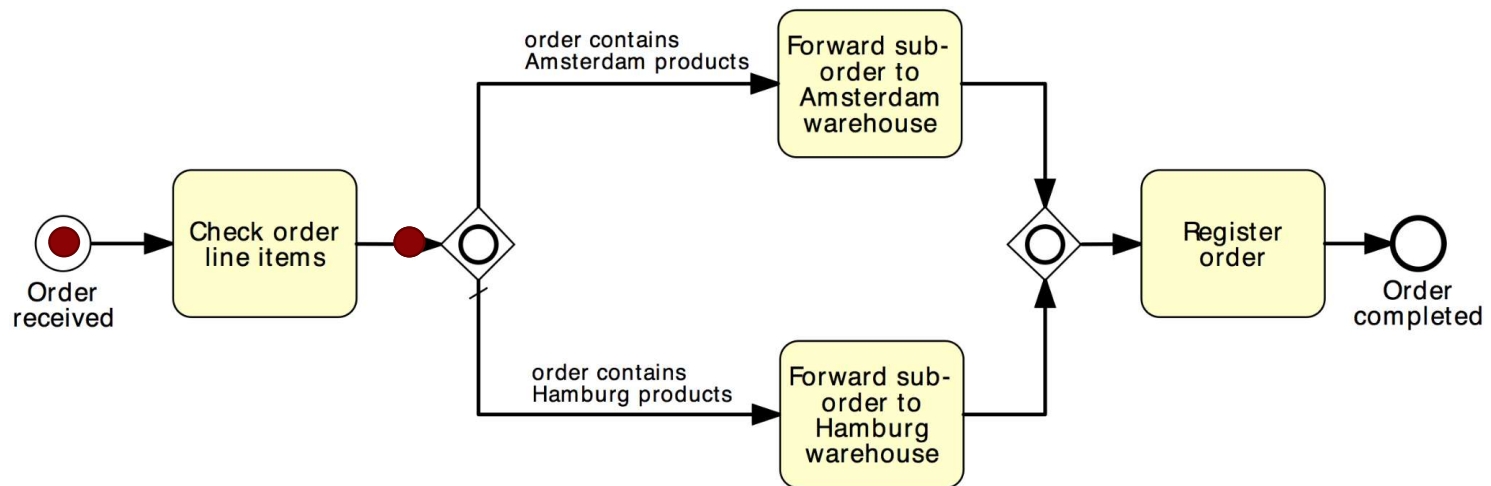 Order
received
Check order
line items
order contains
Amsterdam products
Forward sub-
order to
Amsterdam
warehouse
order contains
Hamburg products
Forward sub-
order to
Hamburg
warehouse
Register
order
Order
completed